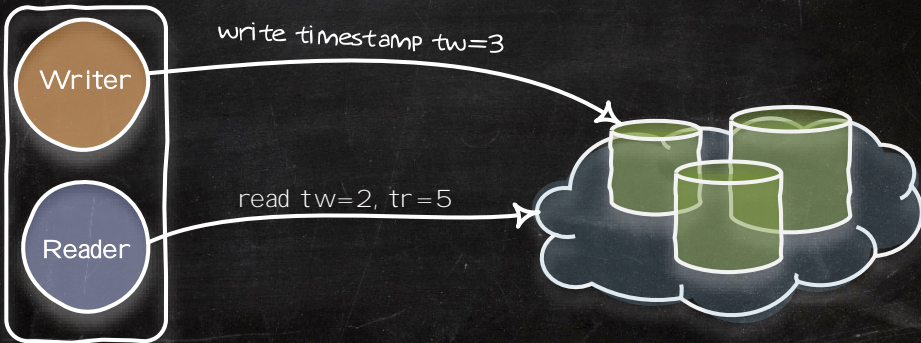 write timestamp tw=3
Writer
read tw=2, tr=5
Reader